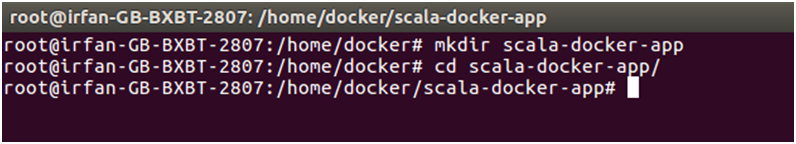 root@irfan-GB-BXBT-2807: /home/docker/scala-docker-app
root@irfan-GB-BXBT-2807:/home/docker# mkdir scala-docker-app
root@irfan-GB-BXBT-2807:/home/docker# cd scala-docker-app/
root@irfan-GB-BXBT-2807:/home/docker/scala-docker-app#